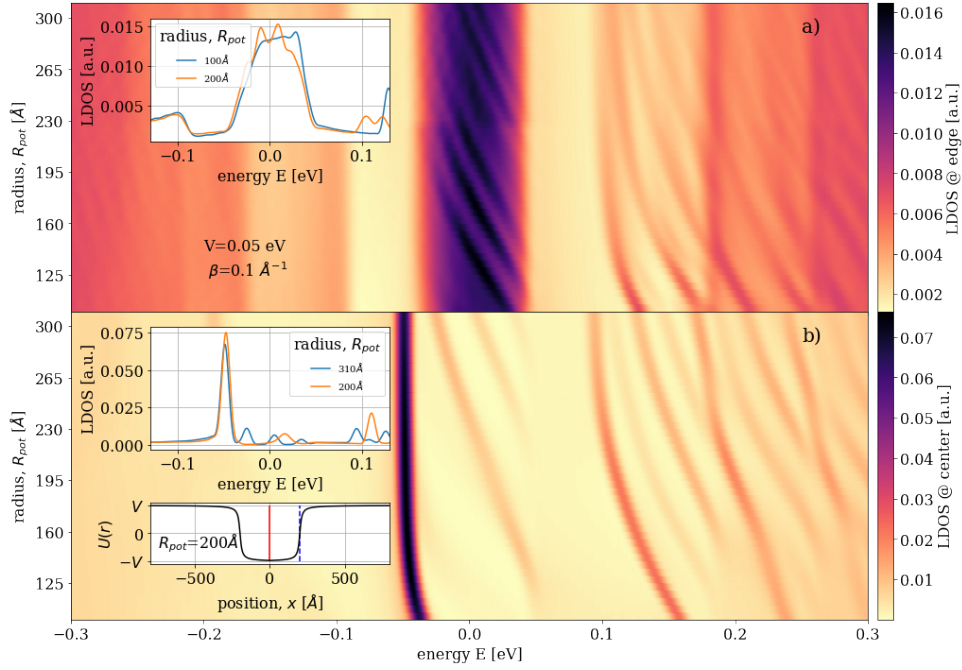 a)
radius, R_pot [Å]
300
265
230
195
160
125
LDOS [a.u.]
0.015
0.010
0.005
radius, R_pot
100Å
200Å
−0.1
0.0
0.1
energy E [eV]
V=0.05 eV
β=0.1 Å⁻¹
0.016
0.014
0.012
0.010
0.008
0.006
0.004
0.002
LDOS @ edge [a.u.]
b)
radius, R_pot [Å]
300
265
230
195
160
125
LDOS [a.u.]
0.075
0.050
0.025
0.000
radius, R_pot
310Å
200Å
−0.1
0.0
0.1
energy E [eV]
U(r)
V
0
−V
R_pot=200Å
−500
0
500
position, x [Å]
−0.3
−0.2
−0.1
0.0
0.1
0.2
0.3
energy E [eV]
0.07
0.06
0.05
0.04
0.03
0.02
0.01
LDOS @ center [a.u.]